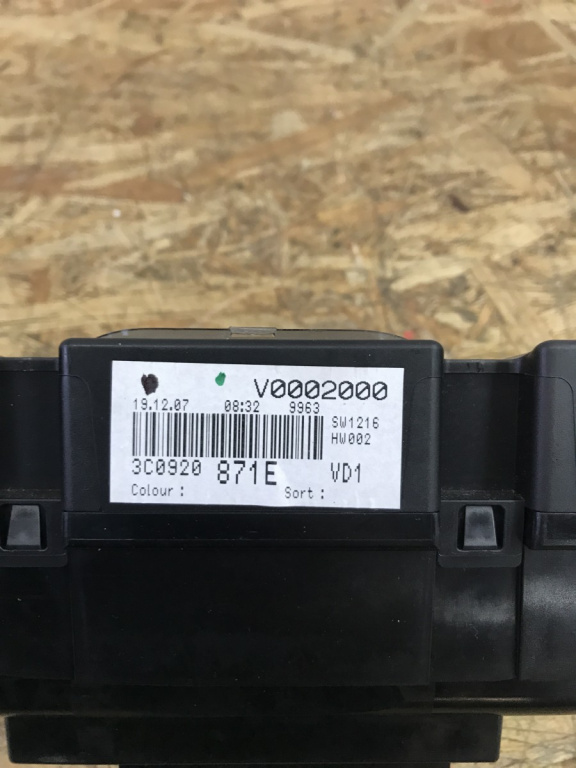 V0002000
19.12.07 08:32 9963
SW1216
HW002
3C0920 871E VD1
Colour : Sort :